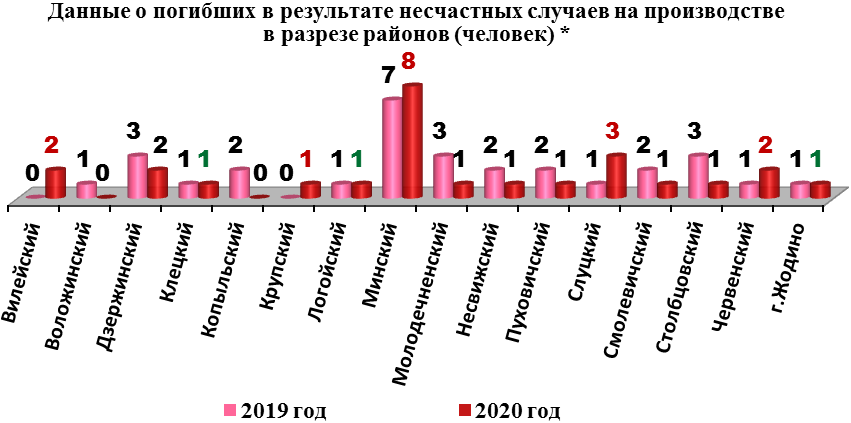 Данные о погибших в результате несчастных случаев на производстве
в разрезе районов (человек) *
0 2 1 0 3 2 1 1 2 0 0 1 1 1 7 8 3 1 2 1 2 1 1 3 2 1 3 1 1 2 1 1
Вилейский
Воложинский
Дзержинский
Клецкий
Копыльский
Крупский
Логойский
Минский
Молодечненский
Несвижский
Пуховичский
Слуцкий
Смолевичский
Столбцовский
Червенский
г.Жодино
2019 год 2020 год